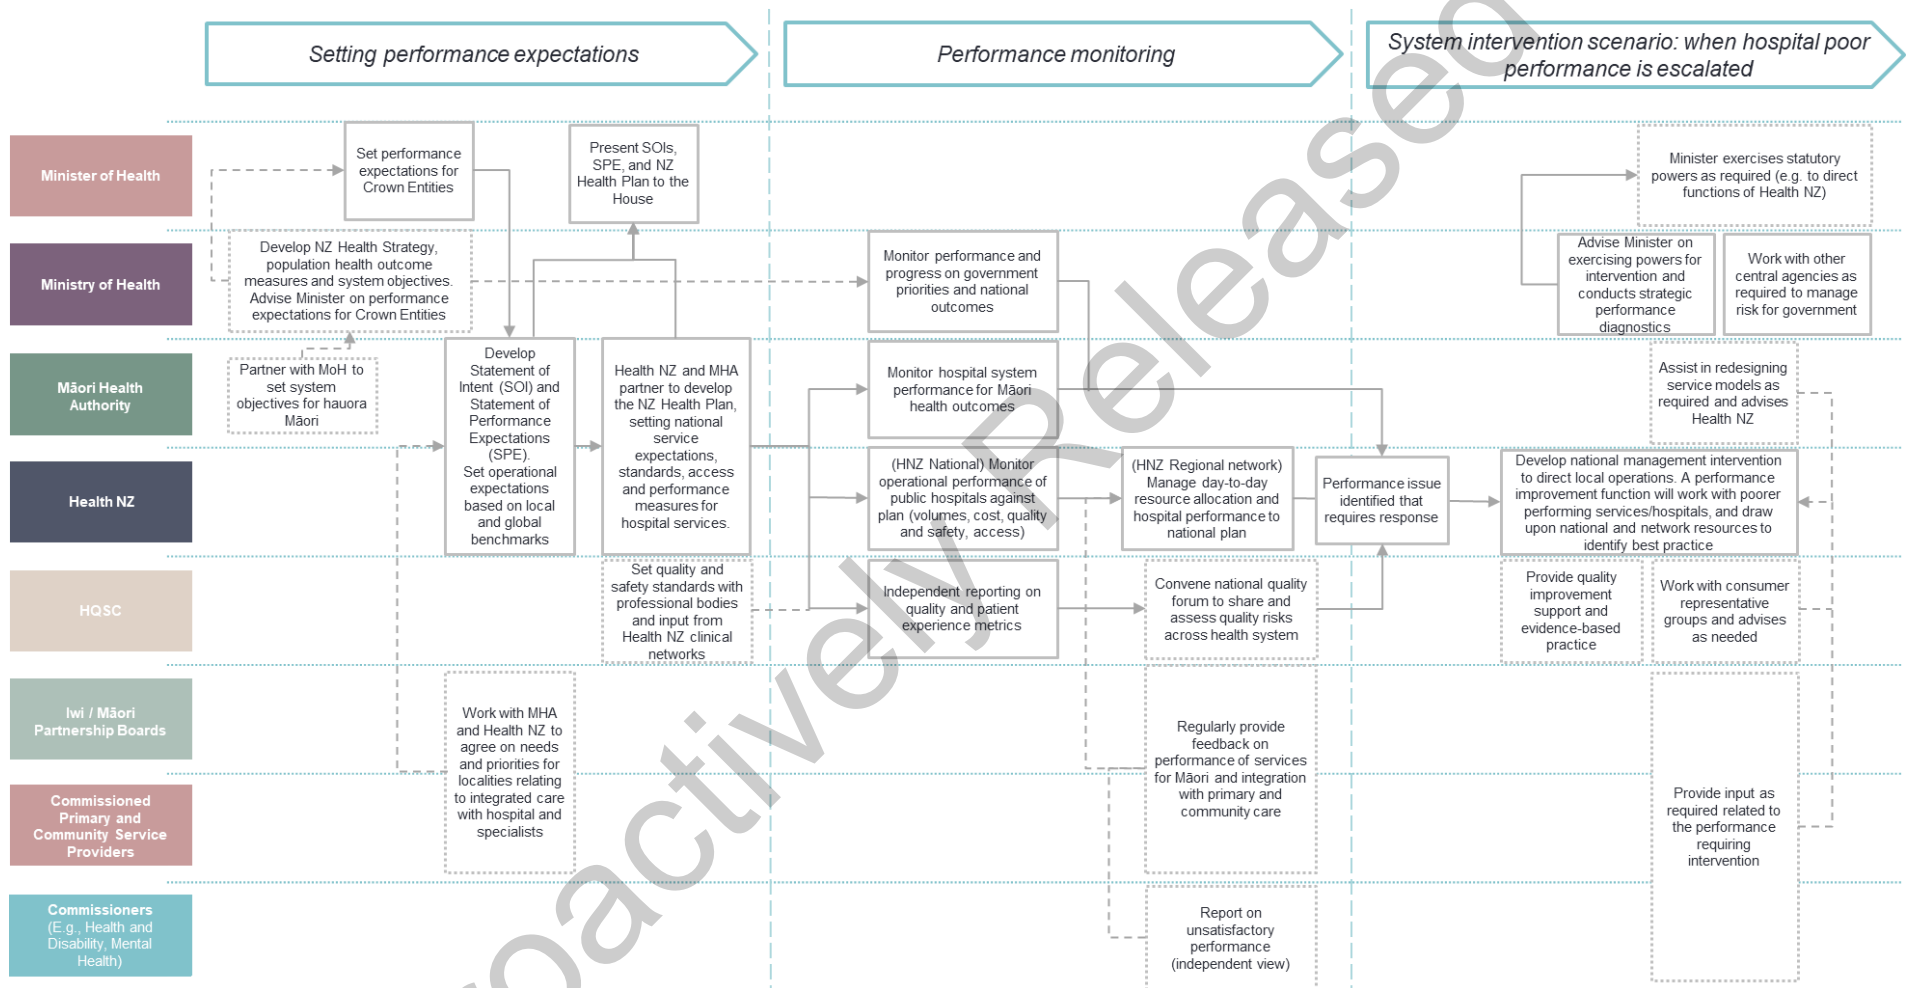 Setting performance expectations
Performance monitoring
System intervention scenario: when hospital poor
performance is escalated
Minister of Health
Set performance
expectations for
Crown Entities
Present SOIs,
SPE, and NZ
Health Plan to the
House
Minister exercises statutory
powers as required (e.g. to direct
functions of Health NZ)
Ministry of Health
Develop NZ Health Strategy,
population health outcome
measures and system objectives.
Advise Minister on performance
expectations for Crown Entities
Monitor performance and
progress on government
priorities and national
outcomes
Advise Minister on
exercising powers for
intervention and
conducts strategic
performance
diagnostics
Work with other
central agencies as
required to manage
risk for government
Māori Health
Authority
Partner with MoH to
set system
objectives for hauora
Māori
Develop
Statement of
Intent (SOI) and
Statement of
Performance
Expectations
(SPE).
Set operational
expectations
based on local
and global
benchmarks
Health NZ and MHA
partner to develop
the NZ Health Plan,
setting national
service
expectations,
standards, access
and performance
measures for
hospital services.
Monitor hospital system
performance for Māori
health outcomes
Assist in redesigning
service models as
required and advises
Health NZ
Health NZ
(HNZ National) Monitor
operational performance of
public hospitals against
plan (volumes, cost, quality
and safety, access)
(HNZ Regional network)
Manage day-to-day
resource allocation and
hospital performance to
national plan
Performance issue
identified that
requires response
Develop national management intervention
to direct local operations. A performance
improvement function will work with poorer
performing services/hospitals, and draw
upon national and network resources to
identify best practice
HQSC
Set quality and
safety standards with
professional bodies
and input from
Health NZ clinical
networks
Independent reporting on
quality and patient
experience metrics
Convene national quality
forum to share and
assess quality risks
across health system
Provide quality
improvement
support and
evidence-based
practice
Work with consumer
representative
groups and advises
as needed
Iwi / Māori
Partnership Boards
Work with MHA
and Health NZ to
agree on needs
and priorities for
localities relating
to integrated care
with hospital and
specialists
Regularly provide
feedback on
performance of services
for Māori and integration
with primary and
community care
Provide input as
required related to
the performance
requiring
intervention
Commissioned
Primary and
Community Service
Providers
Commissioners
(E.g., Health and
Disability, Mental
Health)
Report on
unsatisfactory
performance
(independent view)
roactively Released